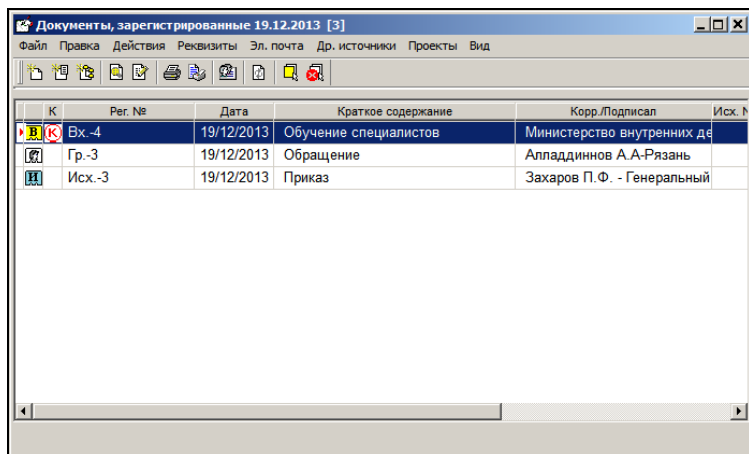 Документы, зарегистрированные 19.12.2013 [3]
Файл Правка Действия Реквизиты Эл. почта Др. источники Проекты Вид
К Рег. № Дата Краткое содержание Корр./Подписал Исх. N
В К Вх.-4 19/12/2013 Обучение специалистов Министерство внутренних де
Гр.-3 19/12/2013 Обращение Апладдиннов А.А-Рязань
И Исх.-3 19/12/2013 Приказ Захаров П.Ф. - Генеральный